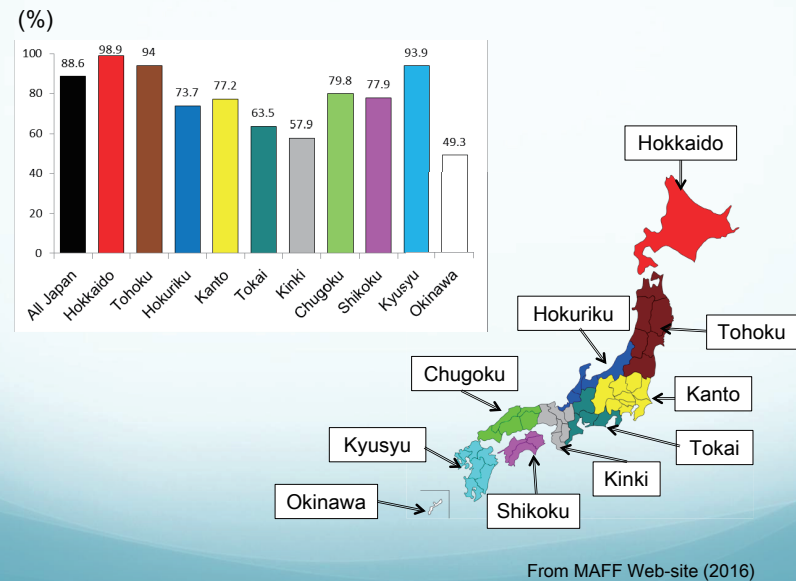 (%)
100
80
60
40
20
0
88.6
98.9
94
73.7
77.2
63.5
57.9
79.8
77.9
93.9
49.3
All Japan
Hokkaido
Tohoku
Hokuriku
Kanto
Tokai
Kinki
Chugoku
Shikoku
Kyusyu
Okinawa
Hokkaido
Hokuriku
Tohoku
Chugoku
Kanto
Kyusyu
Tokai
Kinki
Okinawa
Shikoku
From MAFF Web-site (2016)